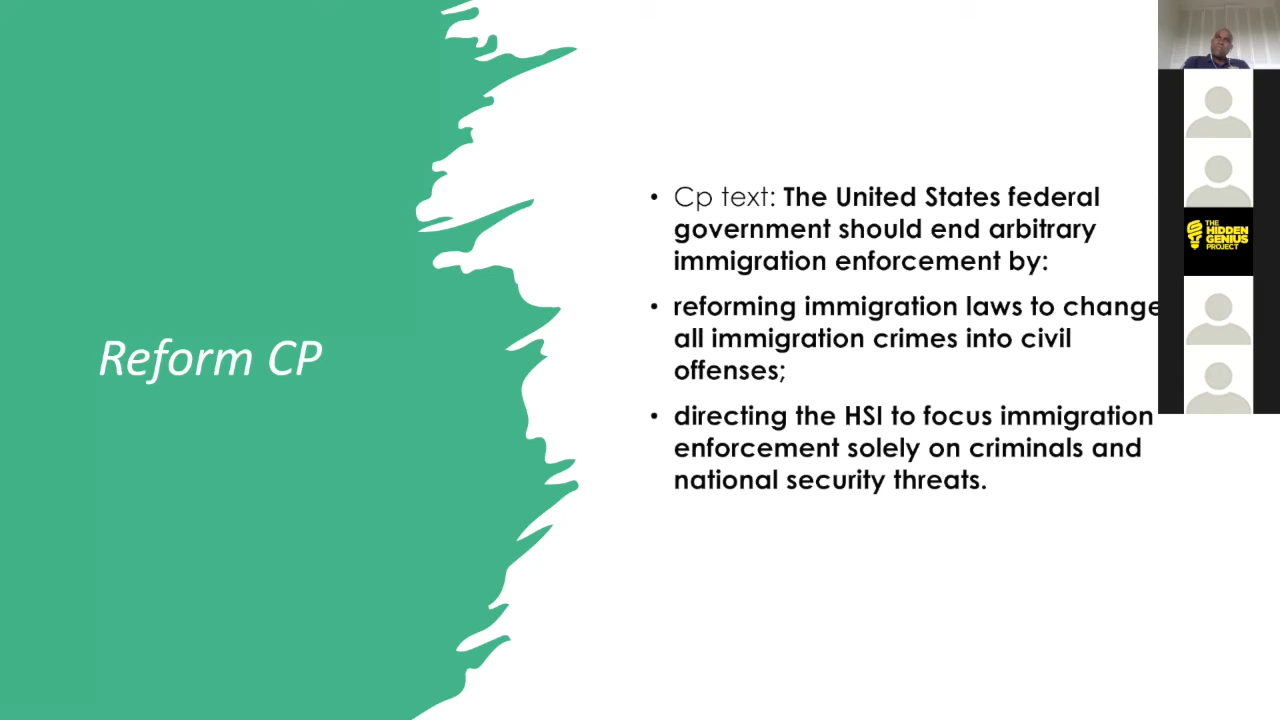 Reform CP
• Cp text: The United States federal
government should end arbitrary
immigration enforcement by:
• reforming immigration laws to change
all immigration crimes into civil
offenses;
• directing the HSI to focus immigration
enforcement solely on criminals and
national security threats.
THE
HIDDEN
GENIUS
PROJECT